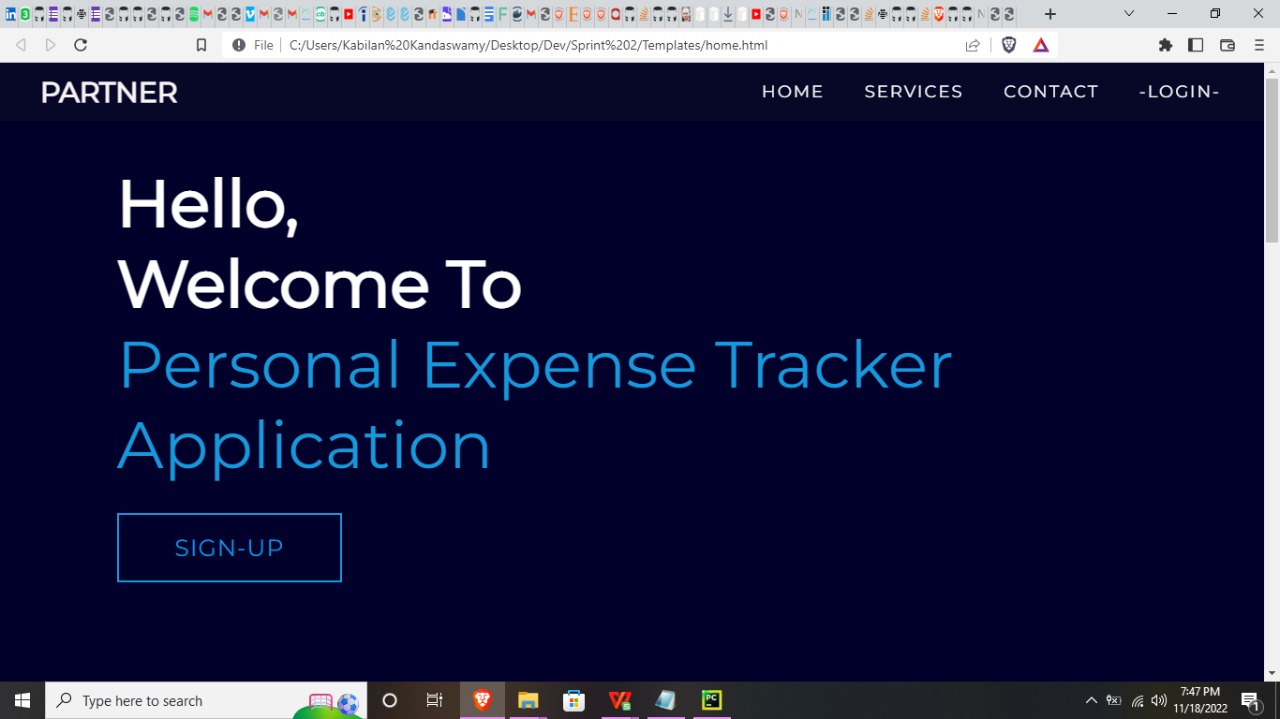 File
C:/Users/Kabilan%20Kandaswamy/Desktop/Dev/Sprint%202/Templates/home.html
PARTNER
HOME SERVICES CONTACT -LOGIN-
Hello,
Welcome To
Personal Expense Tracker
Application
SIGN-UP
Type here to search
7:47 PM
11/18/2022
1